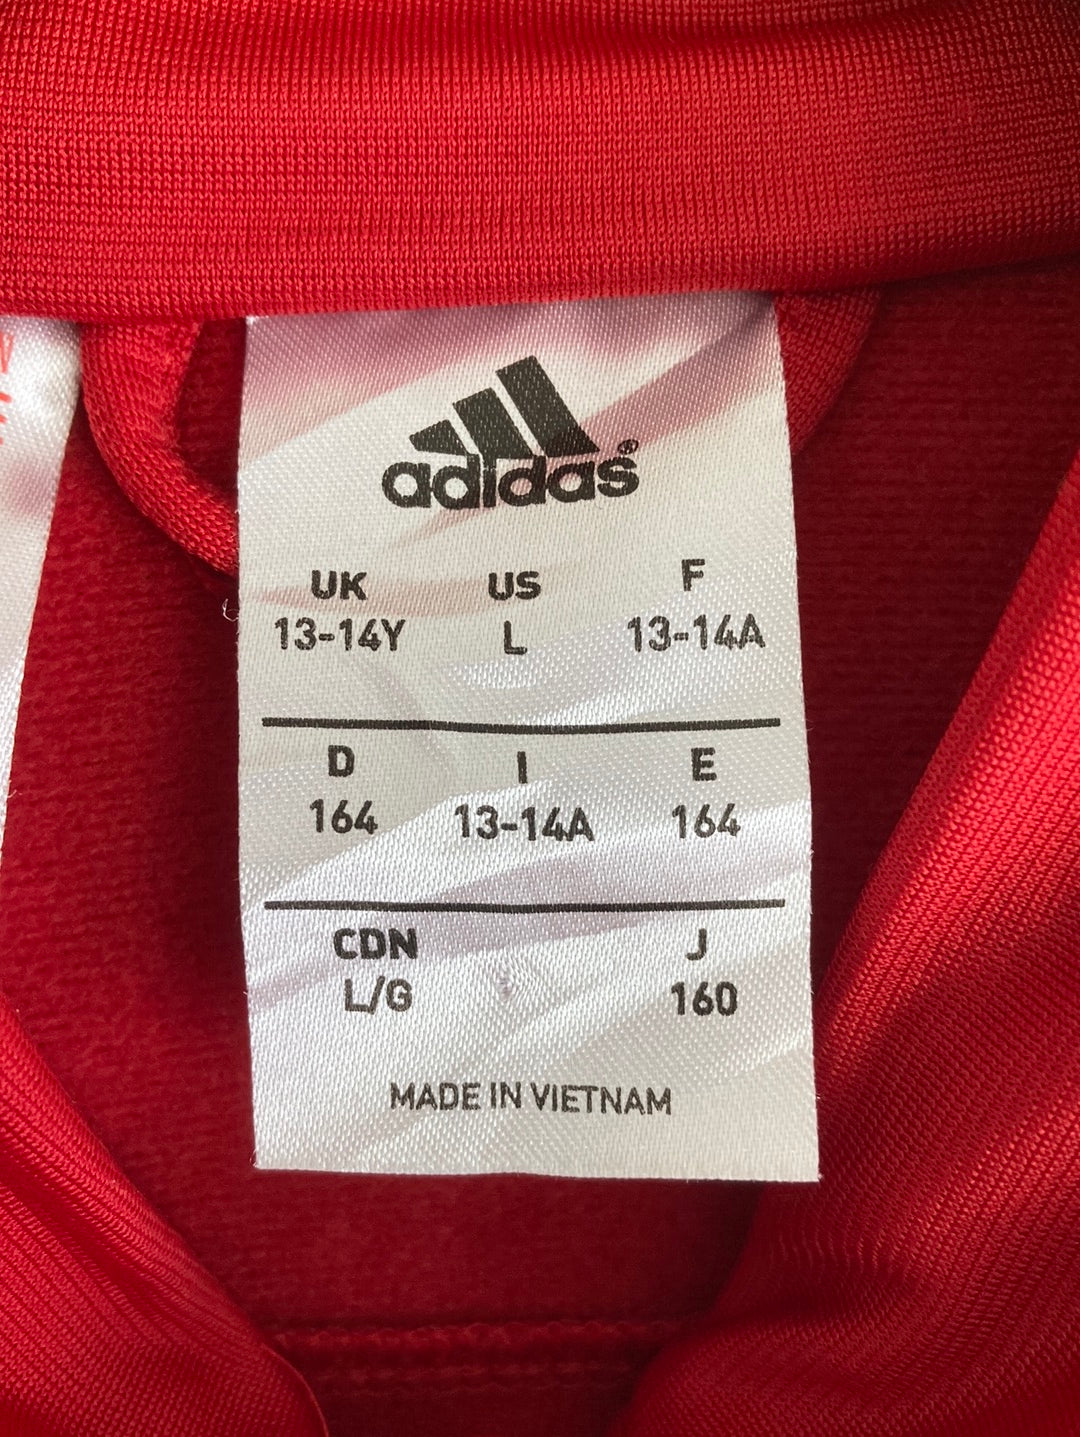 adidas®
UK US F
13-14Y L 13-14A
D I E
164 13-14A 164
CDN J
L/G 160
MADE IN VIETNAM